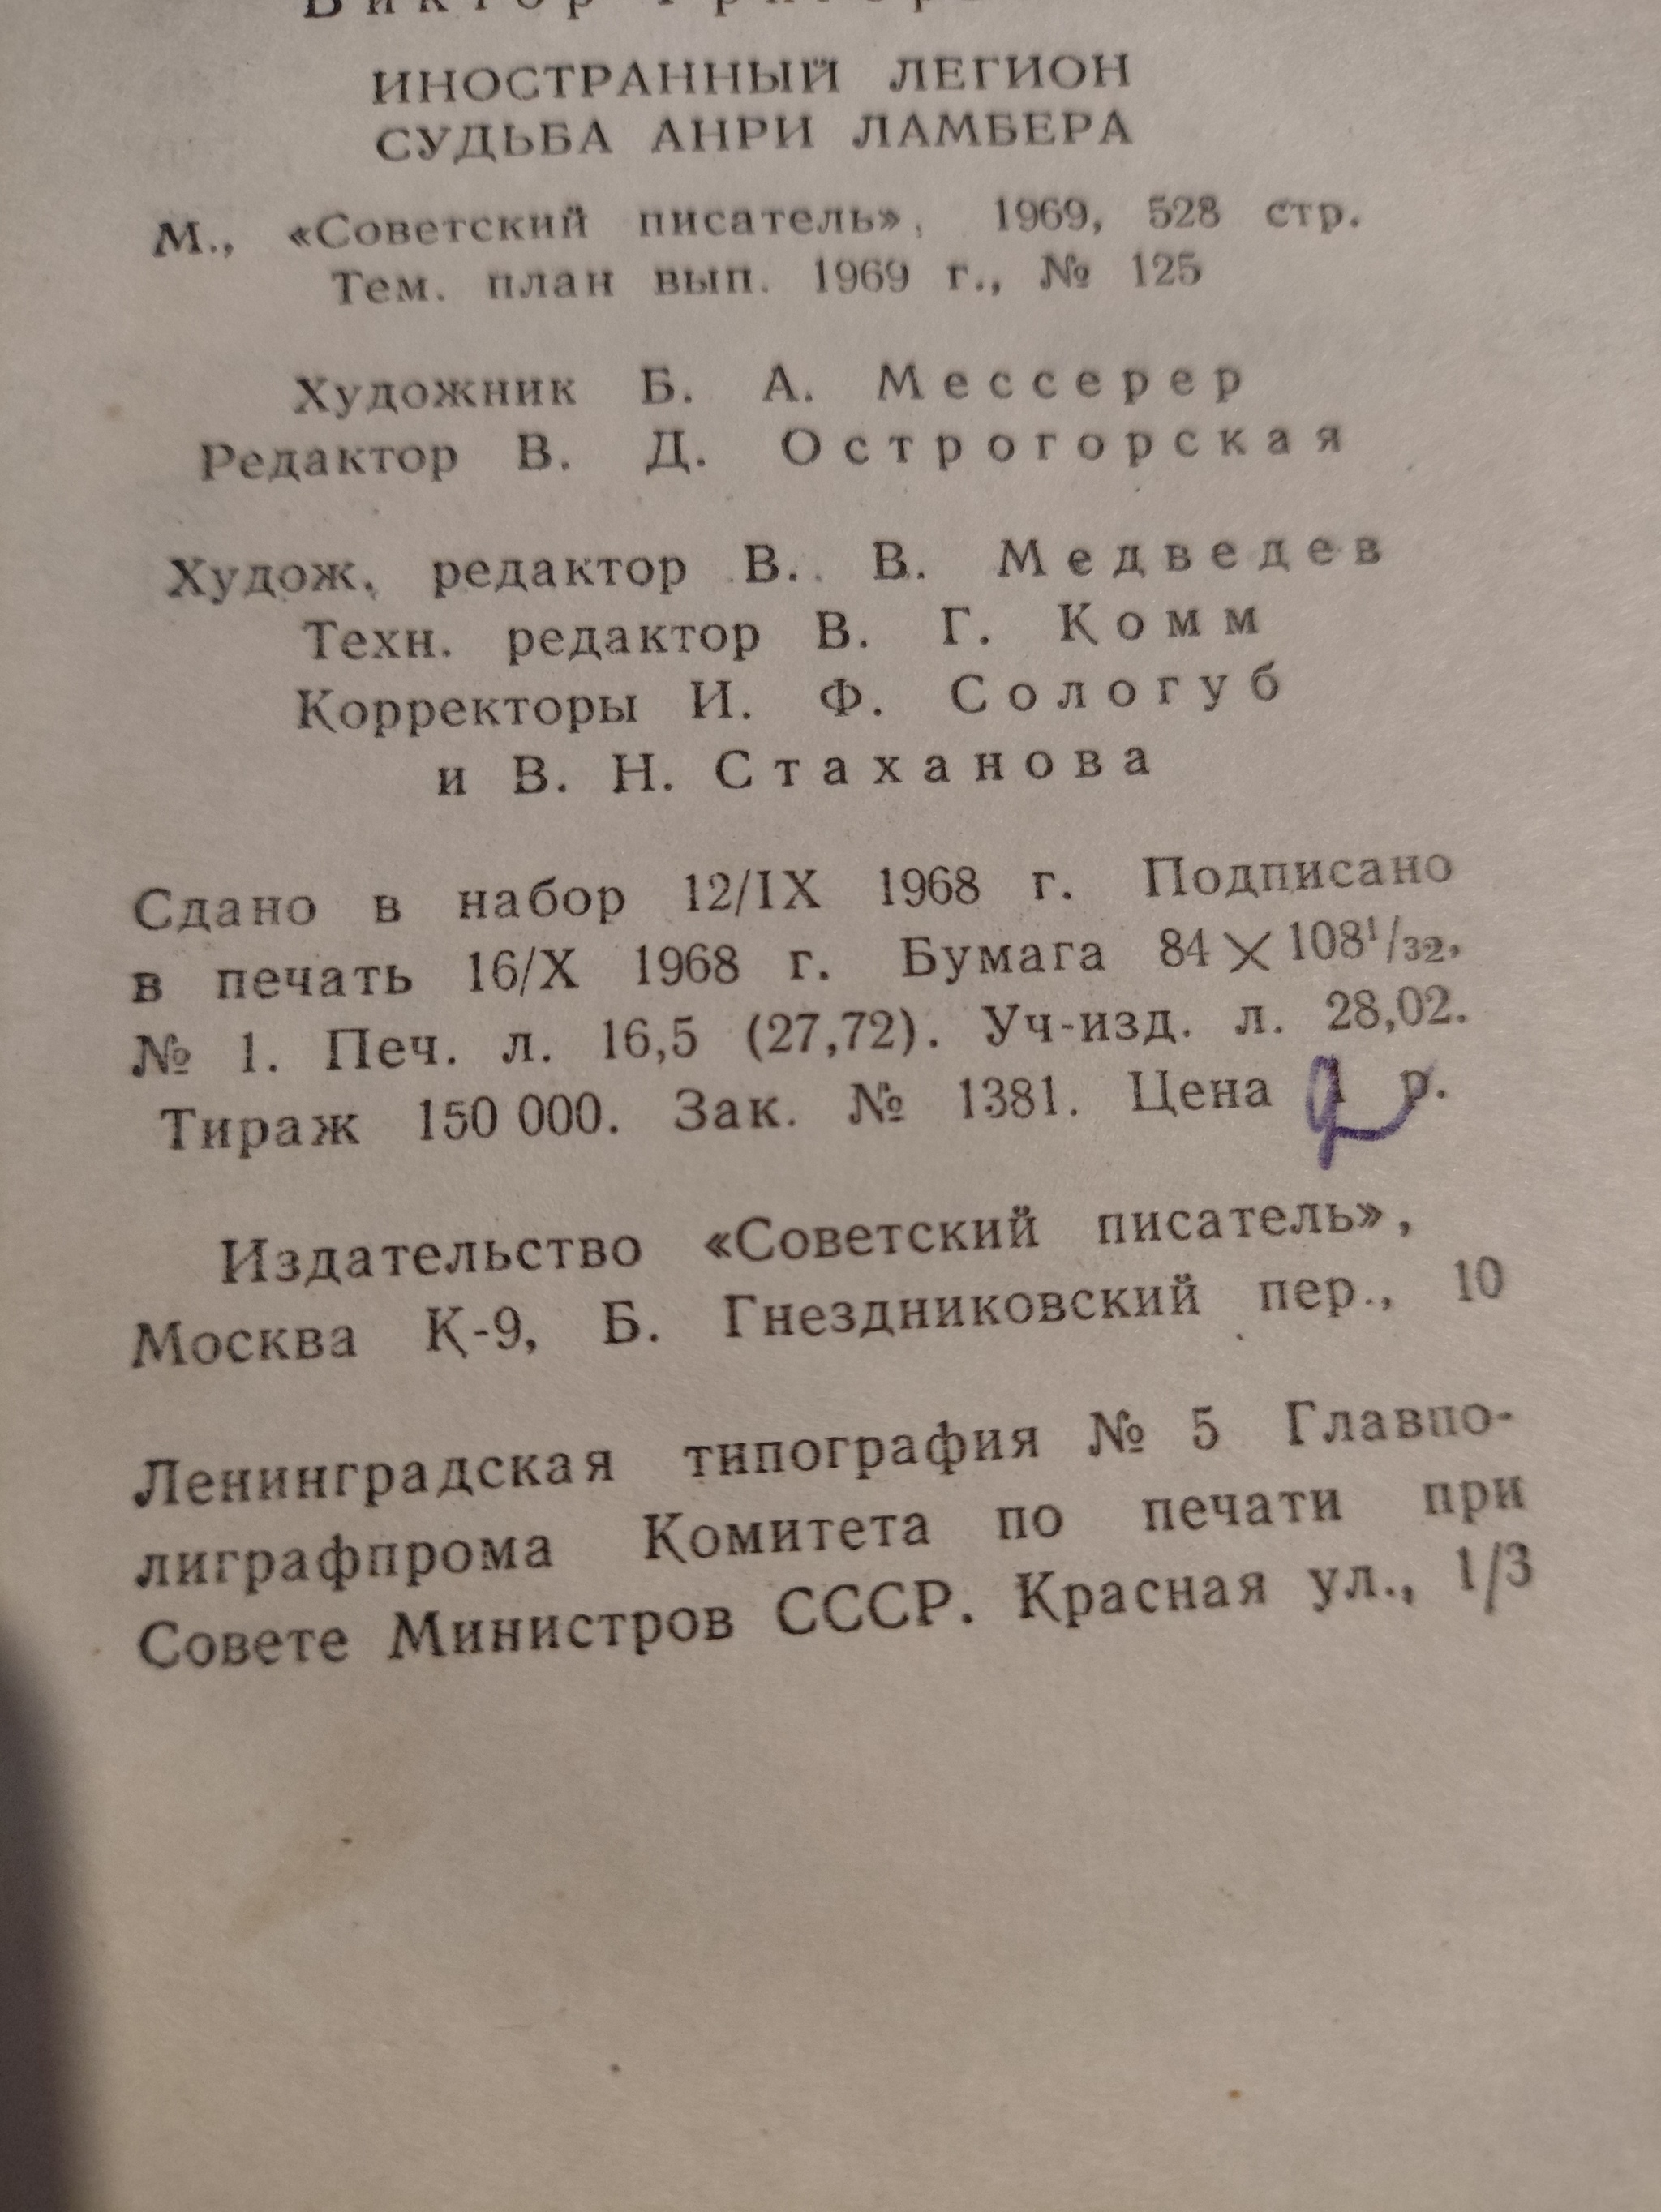 Виктор
ИНОСТРАННЫЙ ЛЕГИОН
СУДЬБА АНРИ ЛАМБЕРА
М., «Советский писатель», 1969, 528 стр.
Тем. план вып. 1969 г., № 125
Художник Б. А. Мессерер
Редактор В. Д. Острогорская
Худож. редактор В. В. Медведев
Техн. редактор В. Г. Комм
Корректоры И. Ф. Сологуб
и В. Н. Стаханова
Сдано в набор 12/IX 1968 г. Подписано
в печать 16/X 1968 г. Бумага 84×108¹/₃₂,
№ 1. Печ. л. 16,5 (27,72). Уч-изд. л. 28,02.
Тираж 150 000. Зак. № 1381. Цена 1 р.
Издательство «Советский писатель»,
Москва К-9, Б. Гнездниковский пер., 10
Ленинградская типография № 5 Главпо-
лиграфпрома Комитета по печати при
Совете Министров СССР. Красная ул., 1/3